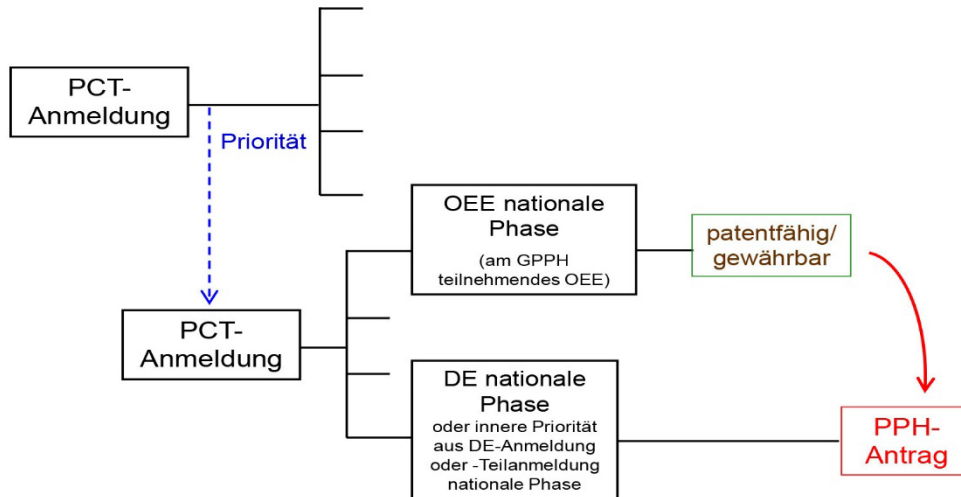 PCT-
Anmeldung
Priorität
OEE nationale
Phase
(am GPPH
teilnehmendes OEE)
patentfähig/
gewährbar
PCT-
Anmeldung
DE nationale
Phase
oder innere Priorität
aus DE-Anmeldung
oder -Teilanmeldung
nationale Phase
PPH-
Antrag